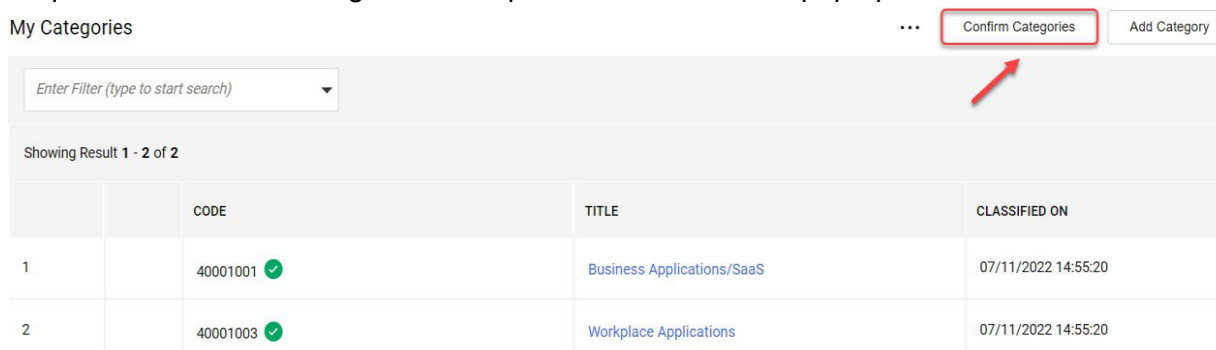 My Categories
... Confirm Categories Add Category
Enter Filter (type to start search)
Showing Result 1 - 2 of 2
CODE TITLE CLASSIFIED ON
1 40001001 Business Applications/SaaS 07/11/2022 14:55:20
2 40001003 Workplace Applications 07/11/2022 14:55:20